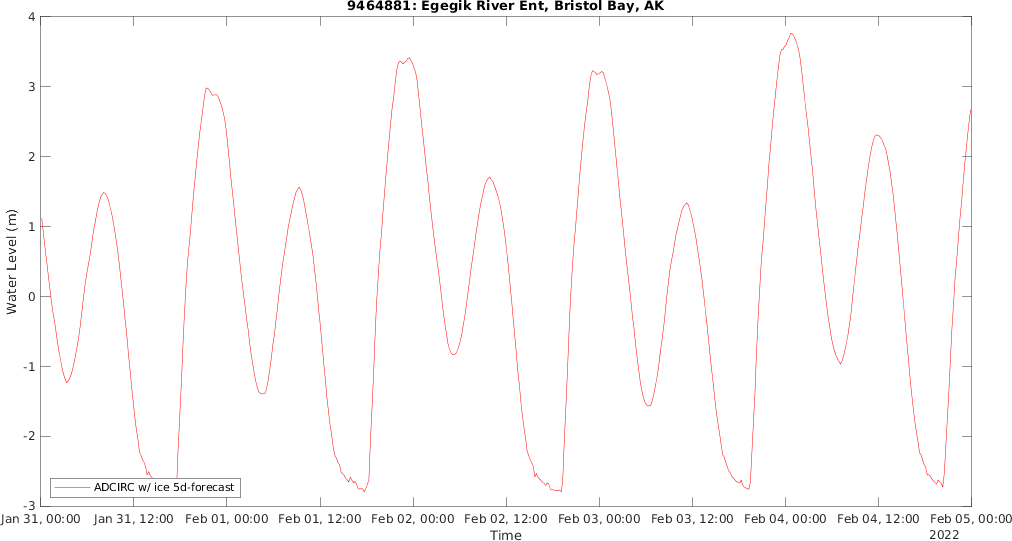 9464881: Egegik River Ent, Bristol Bay, AK
4
3
2
1
0
-1
-2
-3
Water Level (m)
ADCIRC w/ ice 5d-forecast
Jan 31, 00:00 Jan 31, 12:00 Feb 01, 00:00 Feb 01, 12:00 Feb 02, 00:00 Feb 02, 12:00 Feb 03, 00:00 Feb 03, 12:00 Feb 04, 00:00 Feb 04, 12:00 Feb 05, 00:00
Time
2022